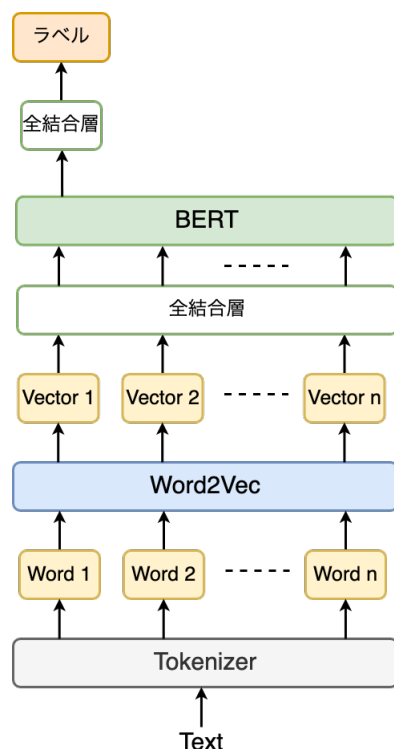 ラベル
全結合層
BERT
全結合層
Vector 1 Vector 2 Vector n
Word2Vec
Word 1 Word 2 Word n
Tokenizer
Text